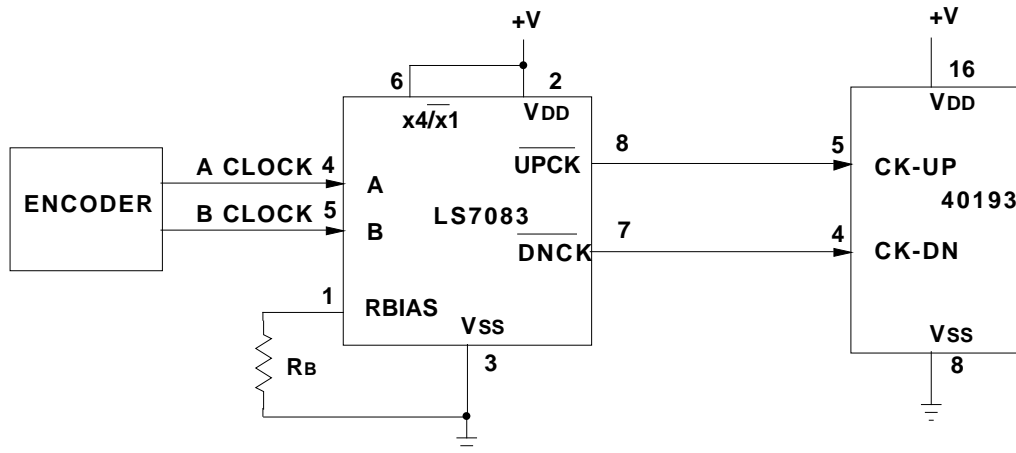 +V
+V
6
2
16
x4/x1
VDD
VDD
ENCODER
A CLOCK 4
B CLOCK 5
A
B
UPCK
8
5
CK-UP
LS7083
40193
DNCK
7
4
CK-DN
1
RBIAS
VSS
3
RB
VSS
8